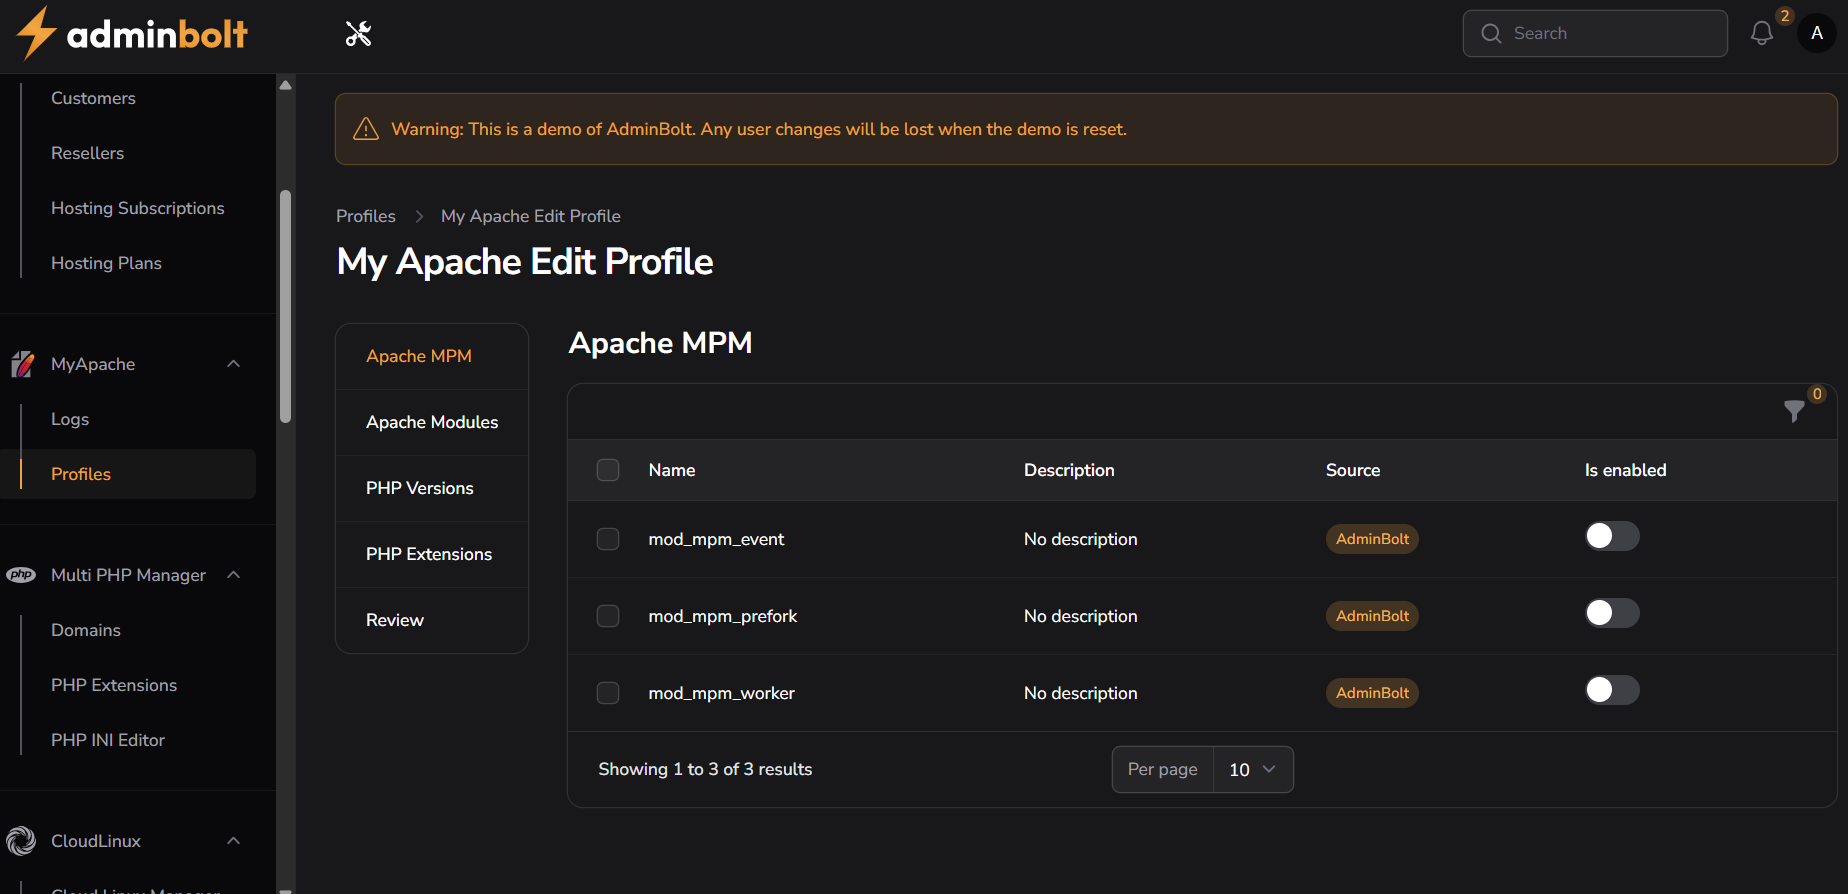 adminbolt
Search
2
A
Customers
Resellers
Hosting Subscriptions
Hosting Plans
MyApache
Logs
Profiles
php
Multi PHP Manager
Domains
PHP Extensions
PHP INI Editor
CloudLinux
CloudLinux Manager
Warning: This is a demo of AdminBolt. Any user changes will be lost when the demo is reset.
Profiles > My Apache Edit Profile
My Apache Edit Profile
Apache MPM
Apache Modules
PHP Versions
PHP Extensions
Review
Apache MPM
0
Name Description Source Is enabled
mod_mpm_event No description AdminBolt
mod_mpm_prefork No description AdminBolt
mod_mpm_worker No description AdminBolt
Showing 1 to 3 of 3 results
Per page 10